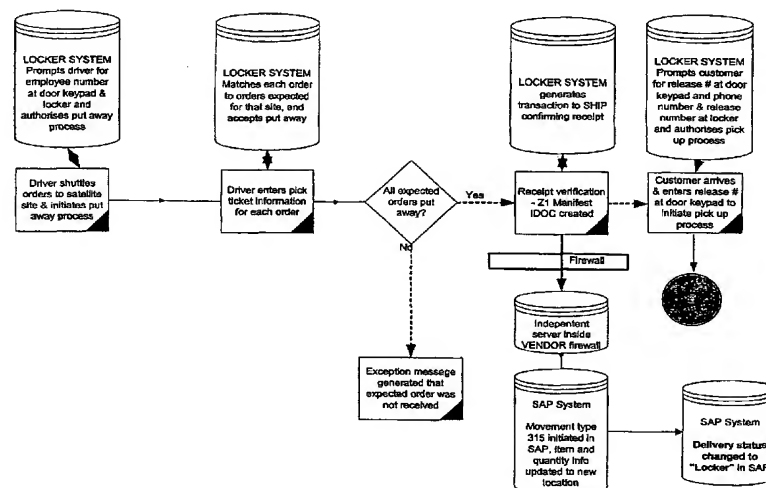 LOCKER SYSTEM
Prompts driver for
employee number
at door keypad &
locker and
authorises put away
process
LOCKER SYSTEM
Matches each order
to orders expected
for that site, and
accepts put away
LOCKER SYSTEM
generates
transaction to SHIP
confirming receipt
LOCKER SYSTEM
Prompts customer
for release # at door
keypad and phone
number & release
number at locker
and authorises pick
up process
Driver shuttles
orders to satellite
site & initiates put
away process
Driver enters pick
ticket information
for each order
All expected
orders put
away?
Yes
No
Receipt verification
- Z1 Manifest
IDOC created
Customer arrives
& enters release #
at door keypad to
initiate pick up
process
Firewall
Indepentent
server inside
VENDOR firewall
Exception message
generated that
expected order was
not received
SAP System
Movement type
315 initiated in
SAP, item and
quantity info
updated to new
location
SAP System
Delivery status
changed to
"Locker" in SAP